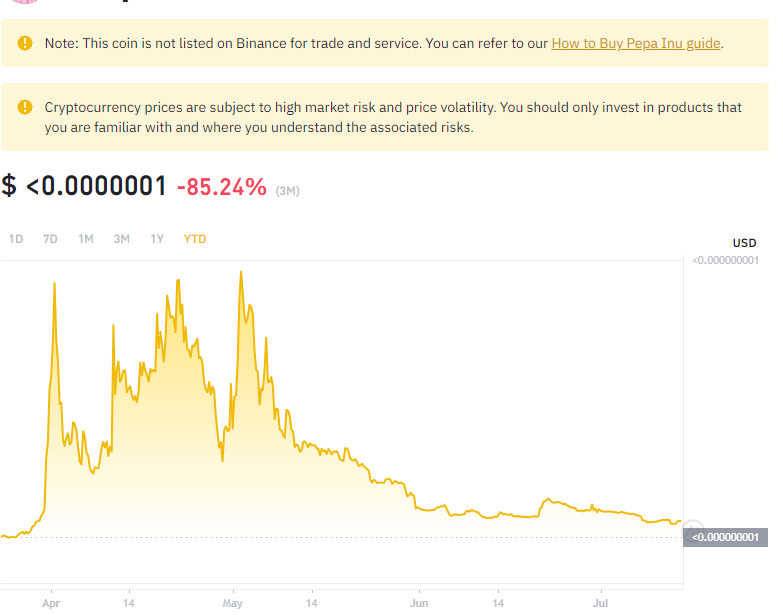 Note: This coin is not listed on Binance for trade and service. You can refer to our How to Buy Pepa Inu guide.
Cryptocurrency prices are subject to high market risk and price volatility. You should only invest in products that
you are familiar with and where you understand the associated risks.
$ <0.0000001 -85.24% (3M)
1D 7D 1M 3M 1Y YTD
USD
<0.000000001
<0.000000001
Apr 14 May 14 Jun 14 Jul